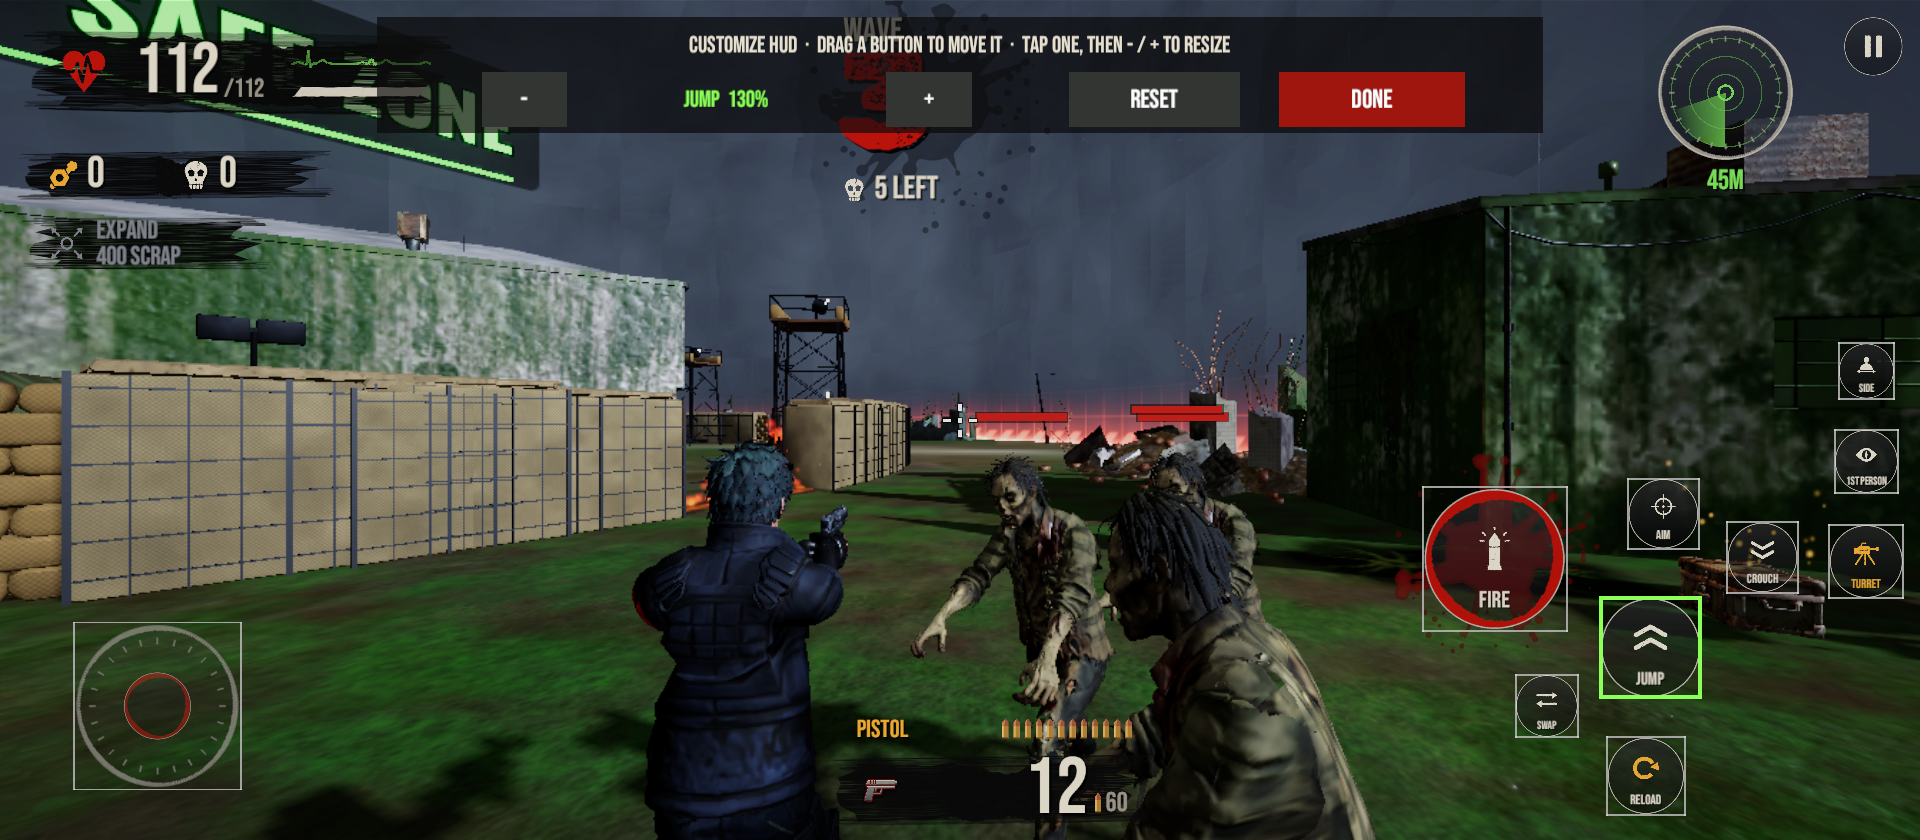 SAFE ZONE
112 /112
WAVE
CUSTOMIZE HUD · DRAG A BUTTON TO MOVE IT · TAP ONE, THEN - / + TO RESIZE
-
JUMP 130%
+
RESET
DONE
0
0
5 LEFT
45M
EXPAND
400 SCRAP
SIDE
1ST PERSON
AIM
CROUCH
TURRET
FIRE
JUMP
SWAP
RELOAD
PISTOL
12 60